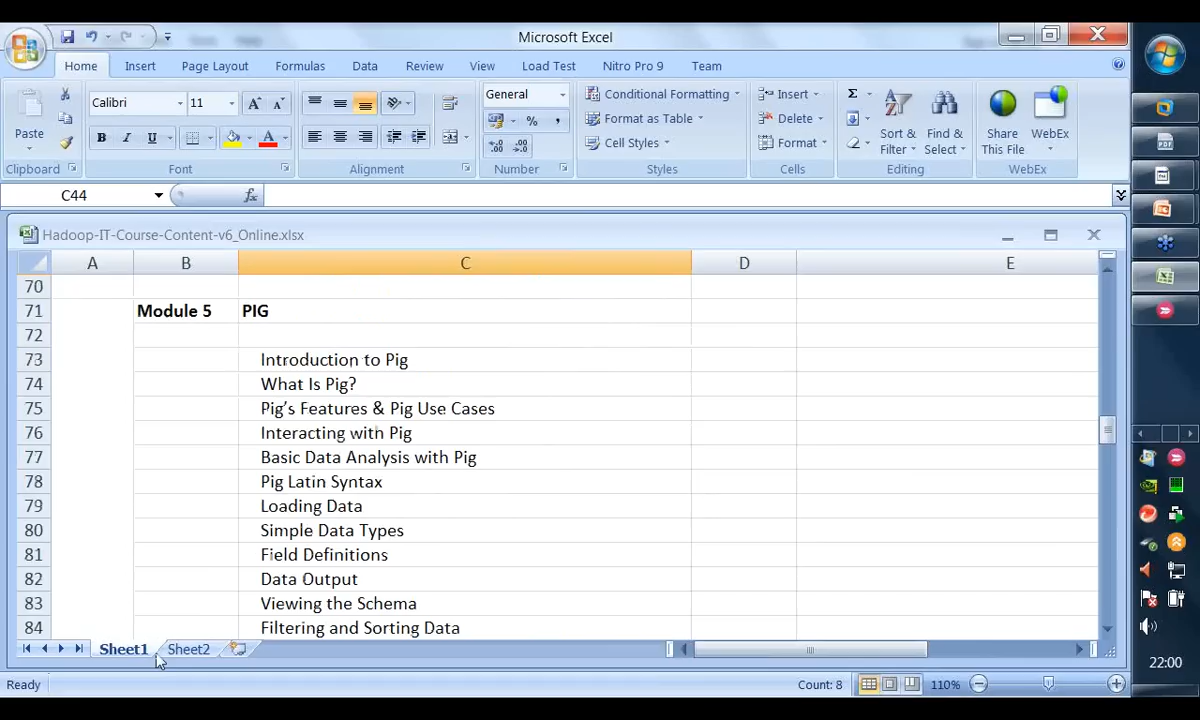 Microsoft Excel
Home Insert Page Layout Formulas Data Review View Load Test Nitro Pro 9 Team
Paste
Calibri 11
B I U A
General
% ,
Conditional Formatting
Format as Table
Cell Styles
Insert
Delete
Format
Σ
Sort & Filter
Find & Select
Share This File
WebEx
Clipboard Font Alignment Number Styles Cells Editing WebEx
C44 fx
Hadoop-IT-Course-Content-v6_Online.xlsx
A B C D E
70
71 Module 5 PIG
72
73 Introduction to Pig
74 What Is Pig?
75 Pig’s Features & Pig Use Cases
76 Interacting with Pig
77 Basic Data Analysis with Pig
78 Pig Latin Syntax
79 Loading Data
80 Simple Data Types
81 Field Definitions
82 Data Output
83 Viewing the Schema
84 Filtering and Sorting Data
Sheet1 Sheet2
Ready Count: 8 110%
22:00